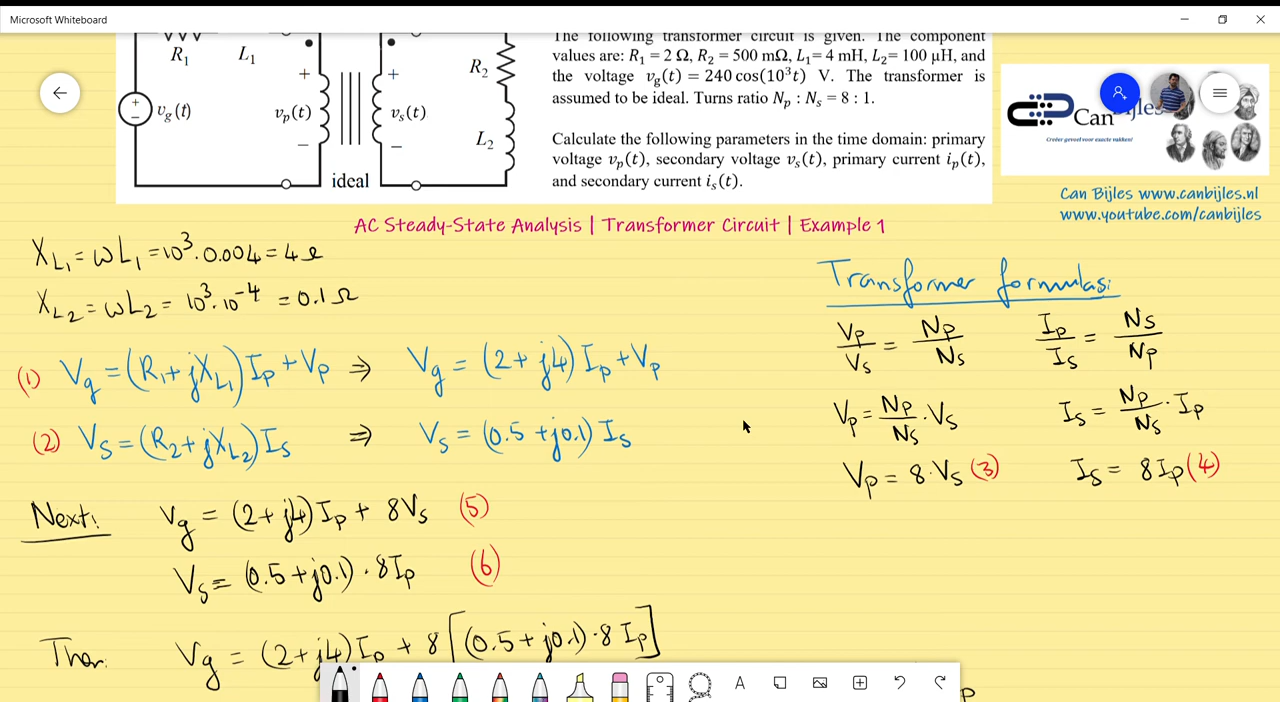 Microsoft Whiteboard
R1 L1
vg(t) + − + vp(t) − + vs(t) − R2 L2
ideal
The following transformer circuit is given. The component
values are: R1 = 2 Ω, R2 = 500 mΩ, L1= 4 mH, L2= 100 μH, and
the voltage vg(t) = 240 cos(10³t) V. The transformer is
assumed to be ideal. Turns ratio Np : Ns = 8 : 1.
Calculate the following parameters in the time domain: primary
voltage vp(t), secondary voltage vs(t), primary current ip(t),
and secondary current is(t).
Can Bijles
Can Bijles www.canbijles.nl
www.youtube.com/canbijles
AC Steady-State Analysis | Transformer Circuit | Example 1
XL1 = ωL1 = 10³ · 0.004 = 4 Ω
XL2 = ωL2 = 10³ · 10⁻⁴ = 0.1 Ω
(1) Vg = (R1 + jXL1) Ip + Vp ⇒ Vg = (2 + j4) Ip + Vp
(2) Vs = (R2 + jXL2) Is ⇒ Vs = (0.5 + j0.1) Is
Next: Vg = (2 + j4) Ip + 8Vs (5)
Vs = (0.5 + j0.1) · 8Ip (6)
Then: Vg = (2 + j4) Ip + 8 [(0.5 + j0.1) · 8 Ip]
Transformer formulas:
Vp/Vs = Np/Ns Ip/Is = Ns/Np
Vp = Np/Ns · Vs Is = Np/Ns · Ip
Vp = 8 · Vs (3) Is = 8Ip (4)
A